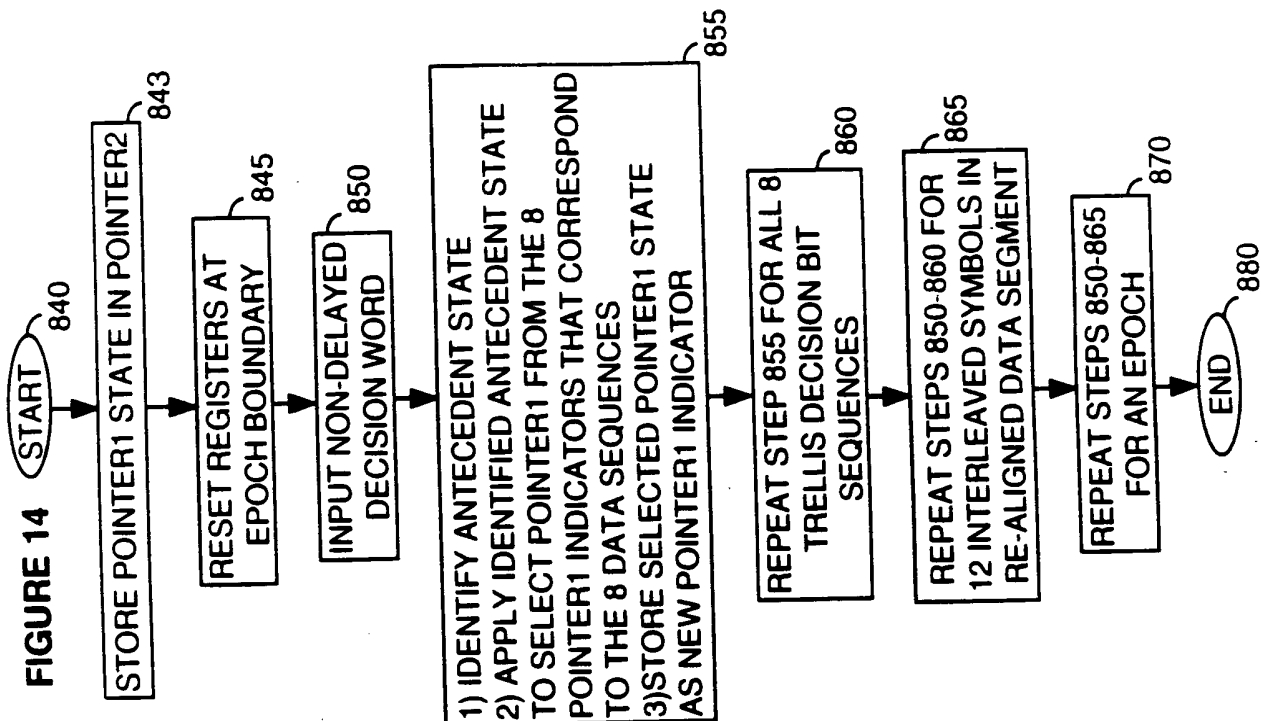 FIGURE 14
START
840
STORE POINTER1 STATE IN POINTER2
843
RESET REGISTERS AT
EPOCH BOUNDARY
845
INPUT NON-DELAYED
DECISION WORD
850
1) IDENTIFY ANTECEDENT STATE
2) APPLY IDENTIFIED ANTECEDENT STATE
TO SELECT POINTER1 FROM THE 8
POINTER1 INDICATORS THAT CORRESPOND
TO THE 8 DATA SEQUENCES
3)STORE SELECTED POINTER1 STATE
AS NEW POINTER1 INDICATOR
855
REPEAT STEP 855 FOR ALL 8
TRELLIS DECISION BIT
SEQUENCES
860
REPEAT STEPS 850-860 FOR
12 INTERLEAVED SYMBOLS IN
RE-ALIGNED DATA SEGMENT
865
REPEAT STEPS 850-865
FOR AN EPOCH
870
END
880